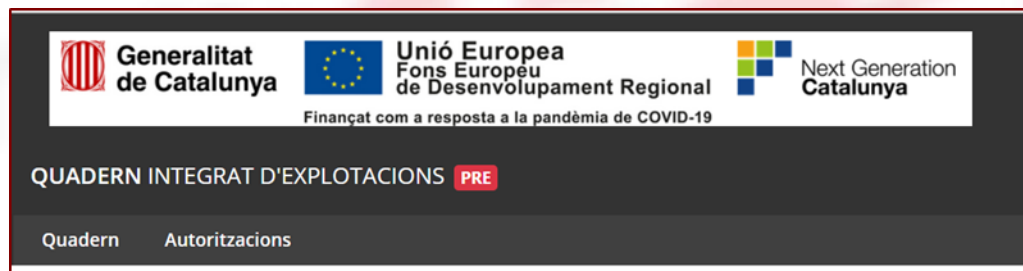 Generalitat
de Catalunya
Unió Europea
Fons Europeu
de Desenvolupament Regional
Finançat com a resposta a la pandèmia de COVID-19
Next Generation
Catalunya
QUADERN INTEGRAT D'EXPLOTACIONS PRE
Quadern Autoritzacions